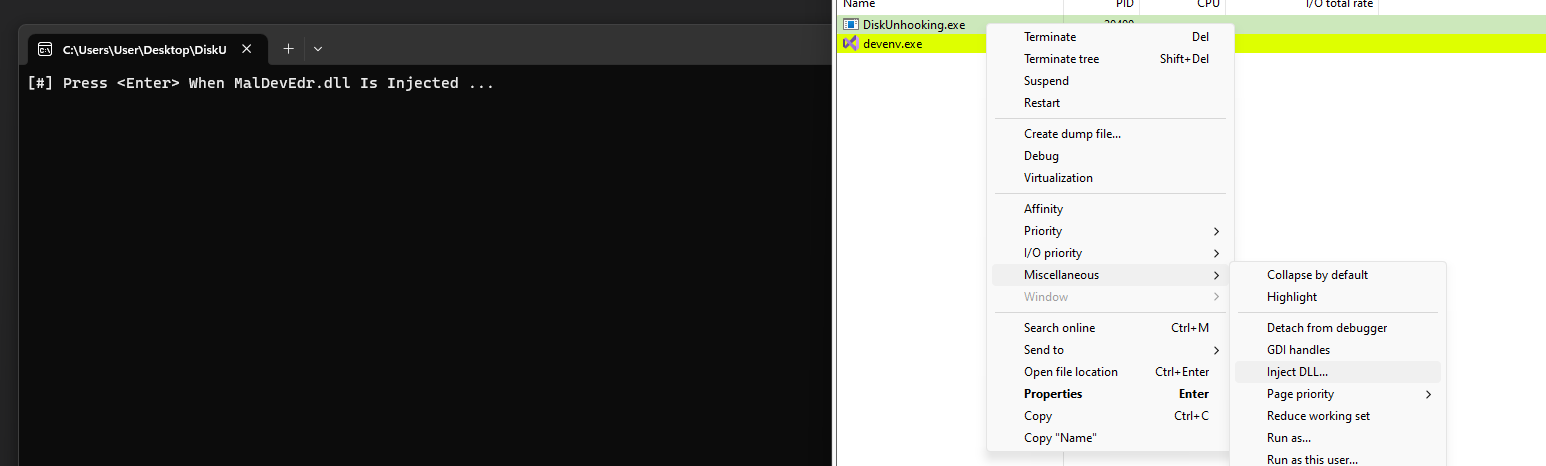 C:\Users\User\Desktop\DiskU
[#] Press <Enter> When MalDevEdr.dll Is Injected ...
Name PID CPU I/O total rate
DiskUnhooking.exe
devenv.exe
Terminate Del
Terminate tree Shift+Del
Suspend
Restart
Create dump file...
Debug
Virtualization
Affinity
Priority
I/O priority
Miscellaneous
Window
Search online Ctrl+M
Send to
Open file location Ctrl+Enter
Properties Enter
Copy Ctrl+C
Copy "Name"
Collapse by default
Highlight
Detach from debugger
GDI handles
Inject DLL...
Page priority
Reduce working set
Run as...
Run as this user...